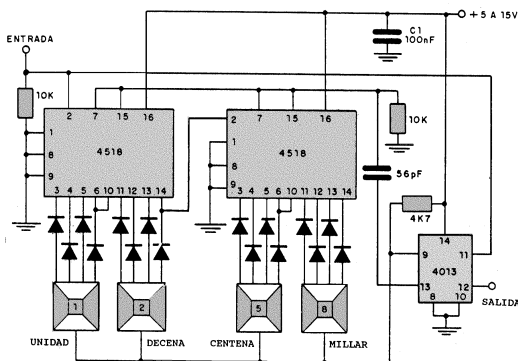 + 5 A 15V
C1
100nF
ENTRADA
10K
2 7 15 16
1
8
9
4518
3 4 5 6 10 11 12 13 14
2 7 15 16
1
8
9
4518
3 4 5 6 10 11 12 13 14
10K
56pF
4K7
14
9 11
4013
13 12
8 10
SALIDA
1
2
5
8
UNIDAD
DECENA
CENTENA
MILLAR